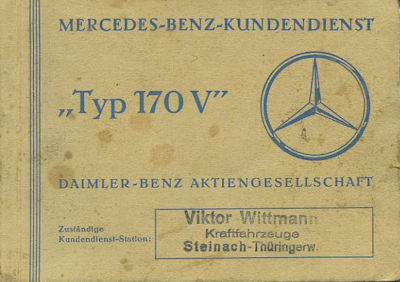 MERCEDES-BENZ-KUNDENDIENST
„Typ 170 V”
DAIMLER-BENZ AKTIENGESELLSCHAFT
Zuständige
Kundendienst-Station:
Viktor Wittmann
Kraftfahrzeuge
Steinach-Thüringerw.